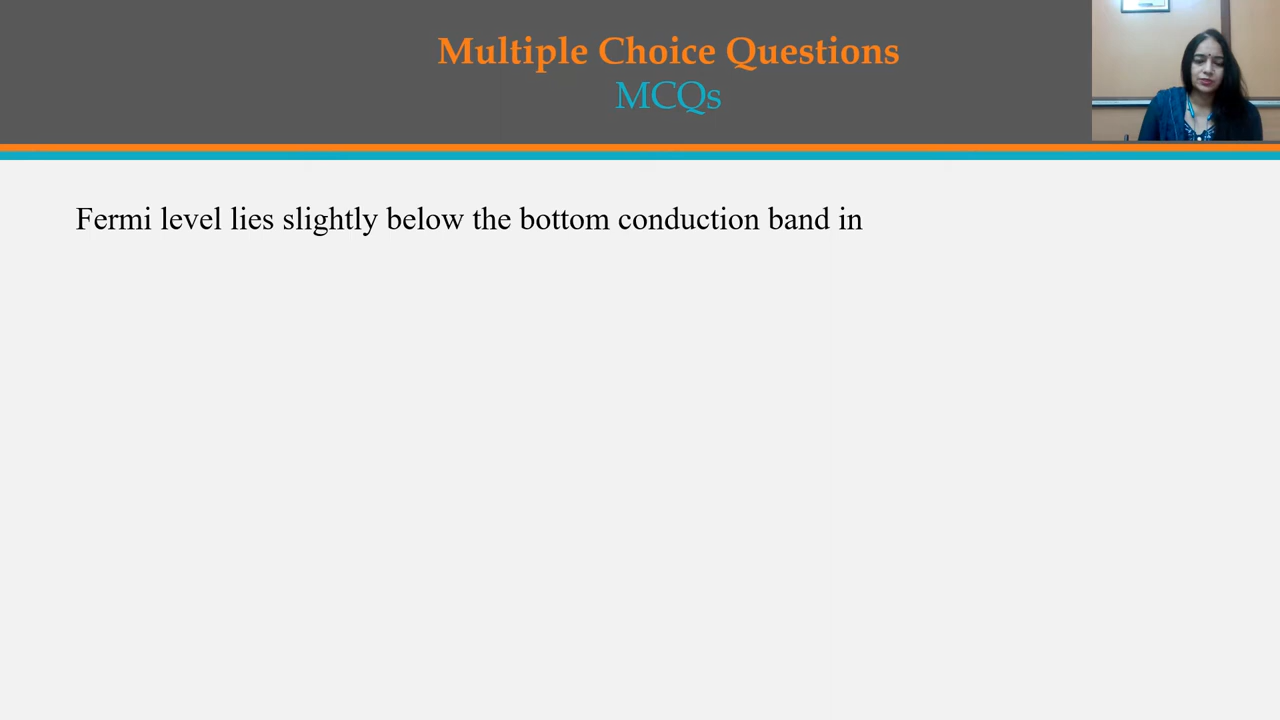 Multiple Choice Questions
MCQs
Fermi level lies slightly below the bottom conduction band in